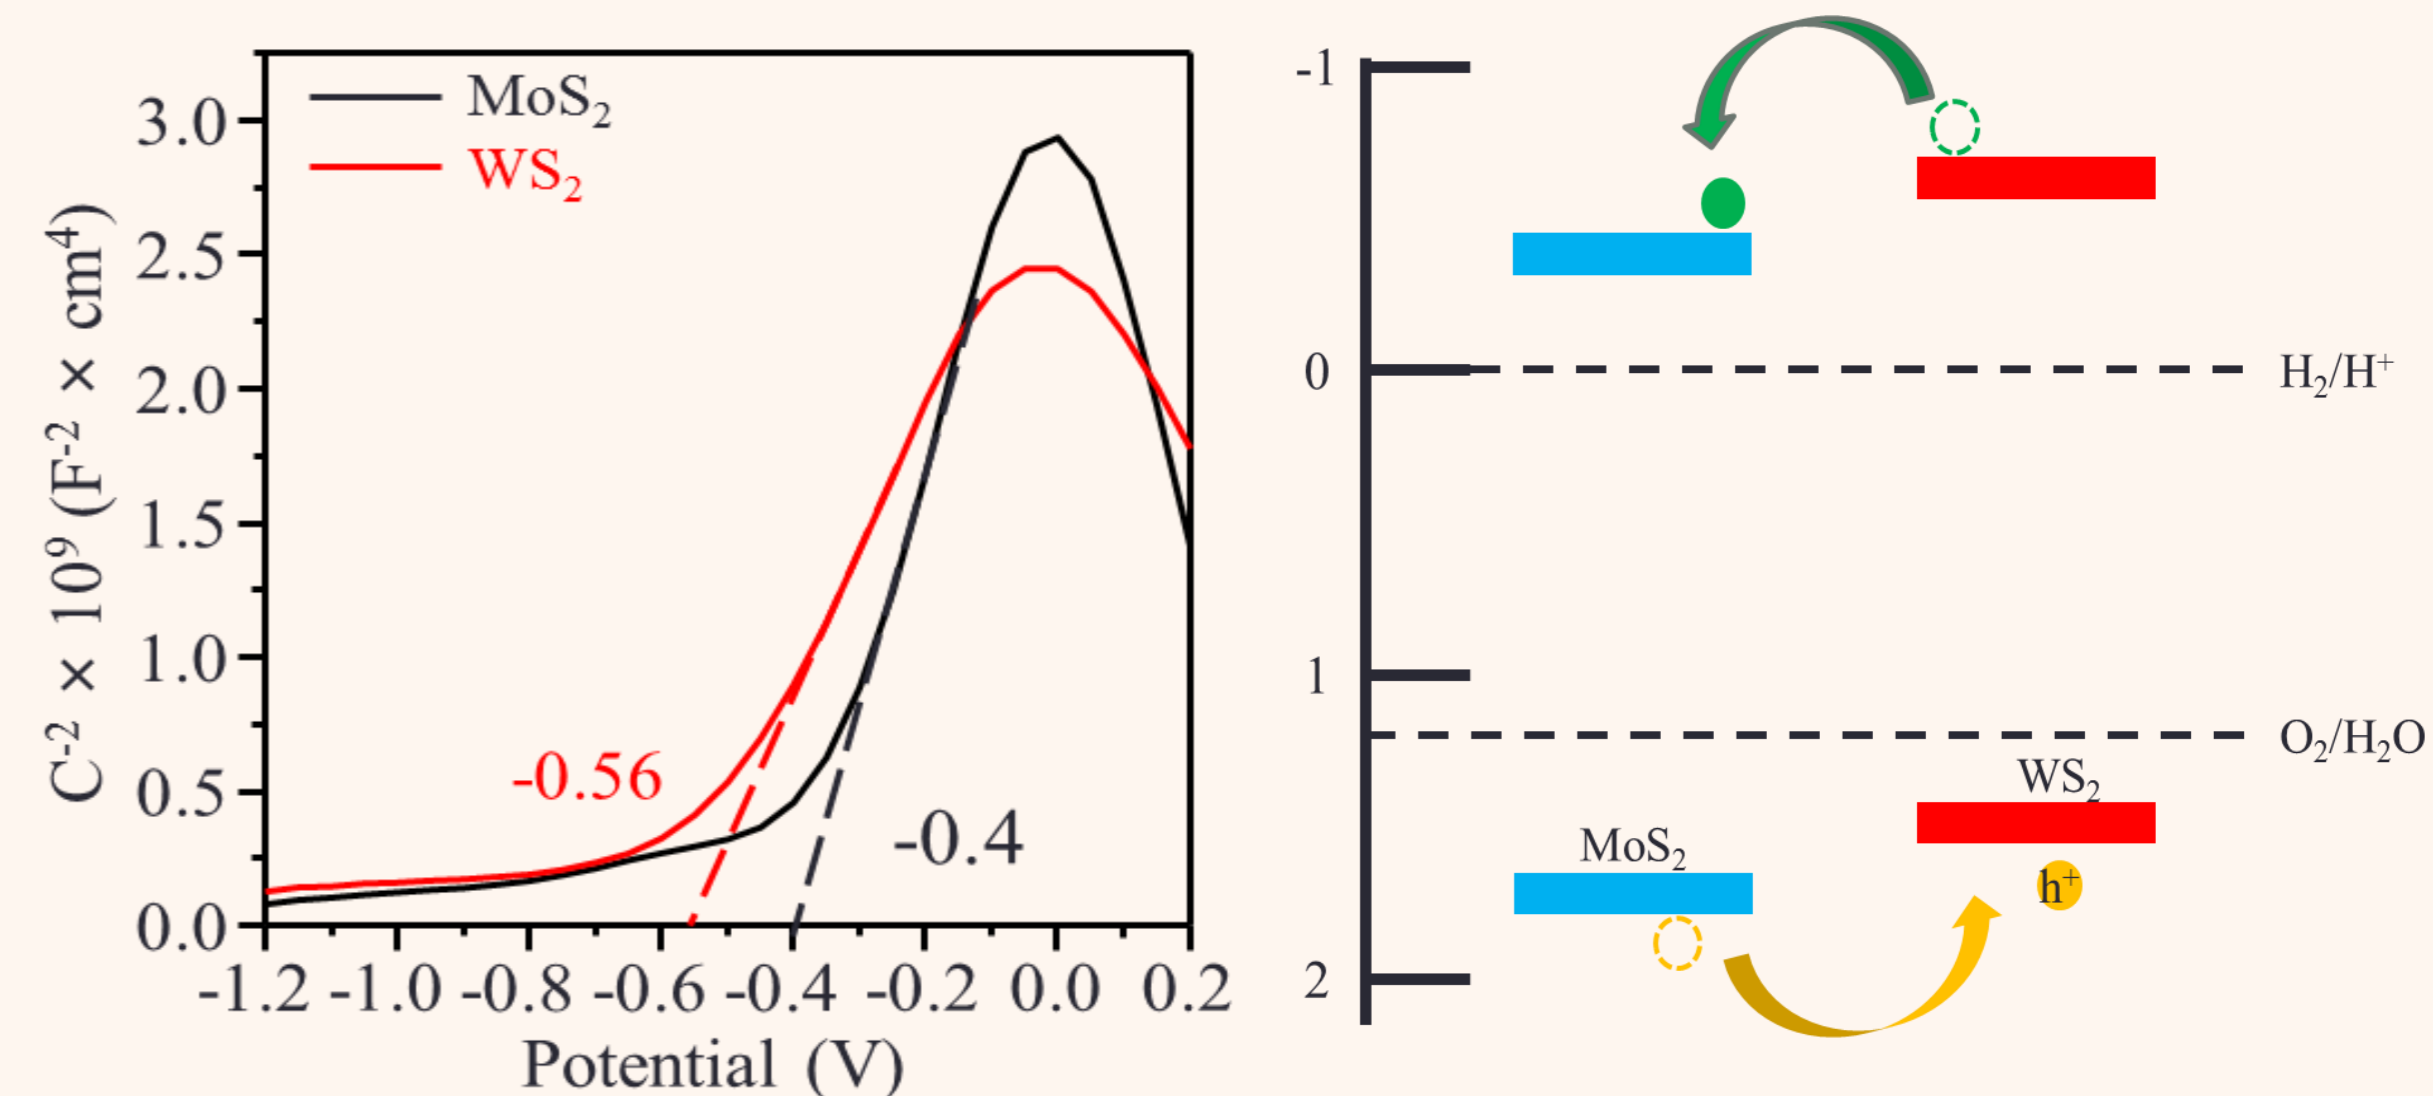 MoS₂
WS₂
3.0
2.5
2.0
1.5
1.0
0.5
0.0
C⁻² × 10⁹ (F⁻² × cm⁴)
-0.56
-0.4
-1.2 -1.0 -0.8 -0.6 -0.4 -0.2 0.0 0.2
Potential (V)
-1
0
H₂/H⁺
1
O₂/H₂O
WS₂
MoS₂
h⁺
2